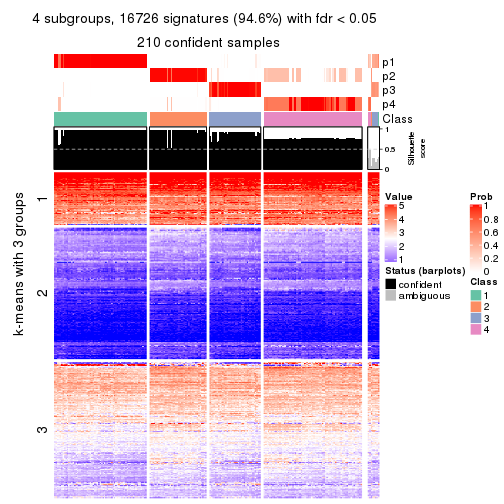 4 subgroups, 16726 signatures (94.6%) with fdr < 0.05
210 confident samples
p1
p2
p3
p4
Class
1
0.5
0
Silhouette
score
k-means with 3 groups
1
2
3
Value
5
4
3
2
1
Status (barplots)
confident
ambiguous
Prob
1
0.8
0.6
0.4
0.2
0
Class
1
2
3
4